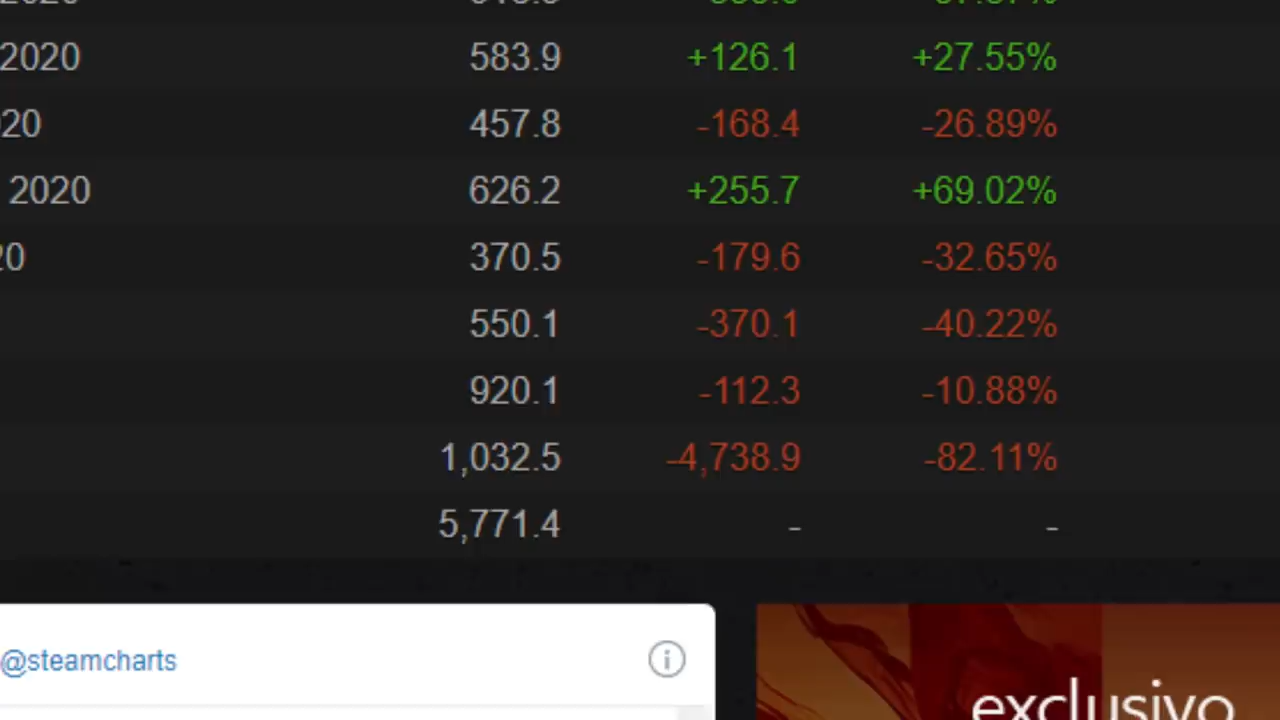 2020 583.9 +126.1 +27.55%
20 457.8 -168.4 -26.89%
2020 626.2 +255.7 +69.02%
20 370.5 -179.6 -32.65%
550.1 -370.1 -40.22%
920.1 -112.3 -10.88%
1,032.5 -4,738.9 -82.11%
5,771.4 - -
@steamcharts
exclusivo